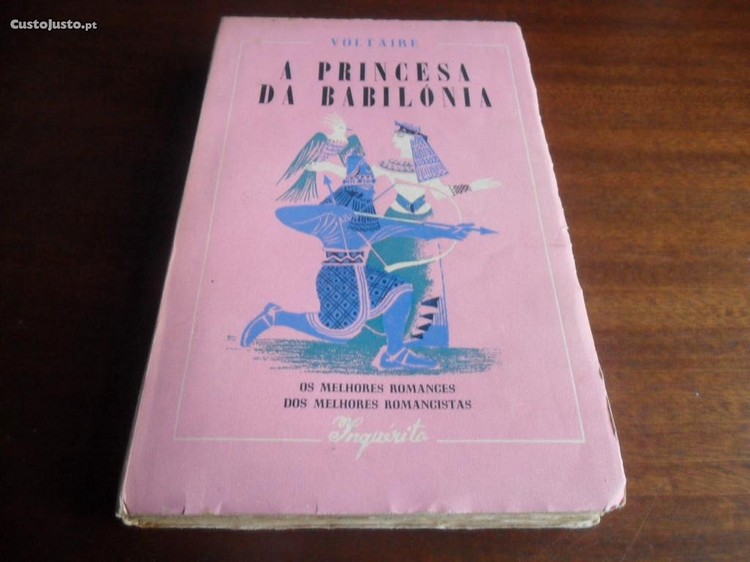 CustoJusto.pt
VOLTAIRE
A PRINCESA
DA BABILÓNIA
OS MELHORES ROMANCES
DOS MELHORES ROMANCISTAS
Inquérito